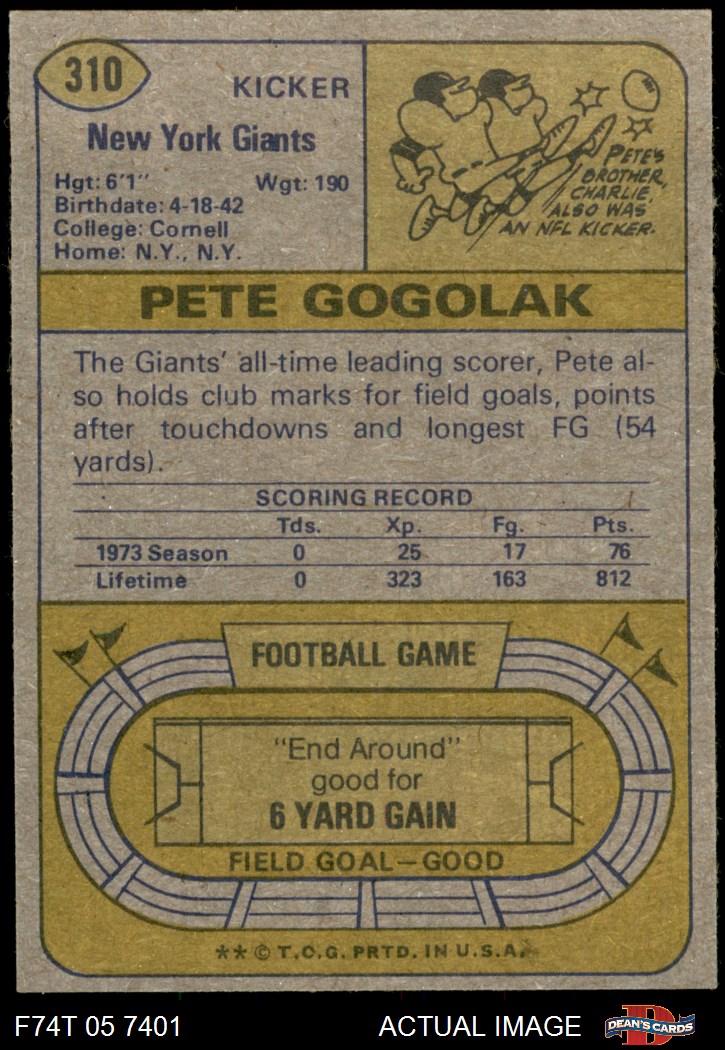 310
KICKER
New York Giants
Hgt: 6'1" Wgt: 190
Birthdate: 4-18-42
College: Cornell
Home: N.Y., N.Y.
PETE'S
BROTHER,
CHARLIE,
ALSO WAS
AN NFL KICKER.
PETE GOGOLAK
The Giants' all-time leading scorer, Pete al-
so holds club marks for field goals, points
after touchdowns and longest FG (54
yards).
SCORING RECORD
Tds. Xp. Fg. Pts.
1973 Season 0 25 17 76
Lifetime 0 323 163 812
FOOTBALL GAME
"End Around"
good for
6 YARD GAIN
FIELD GOAL—GOOD
** © T.C.G. PRTD. IN U.S.A.
F74T 05 7401 ACTUAL IMAGE
DEAN'S CARDS